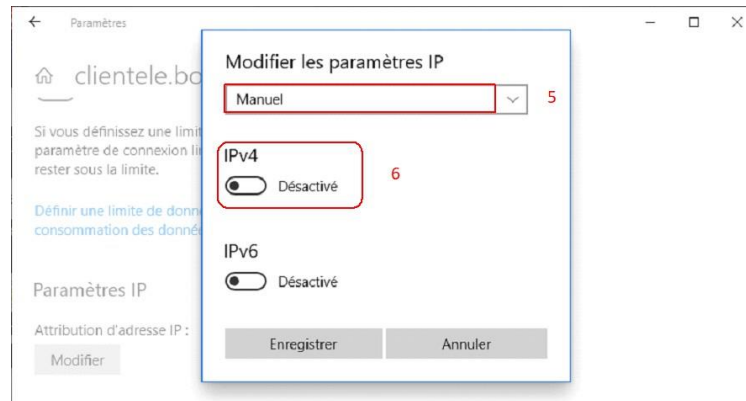 Paramètres
clientele.bo
Modifier les paramètres IP
Manuel
5
Si vous définissez une limit
paramètre de connexion li
rester sous la limite.
IPv4
Désactivé
6
Définir une limite de donn
consommation des donné
IPv6
Désactivé
Paramètres IP
Attribution d'adresse IP :
Modifier
Enregistrer
Annuler